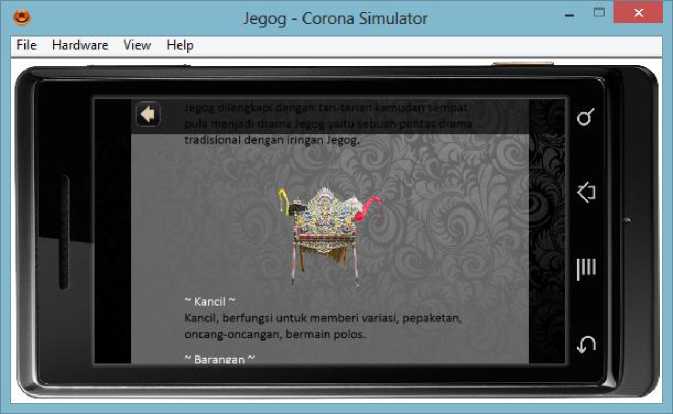 Jegog - Corona Simulator
File Hardware View Help
Jegog dilengkapi dengan tari-tarian kemudan sempat
pula menjadi drama Jegog yaitu sebuah pentas drama
tradisional dengan iringan Jegog.
~ Kancil ~
Kancil, berfungsi untuk memberi variasi, pepaketan,
oncang-oncangan, bermain polos.
~ Barangan ~